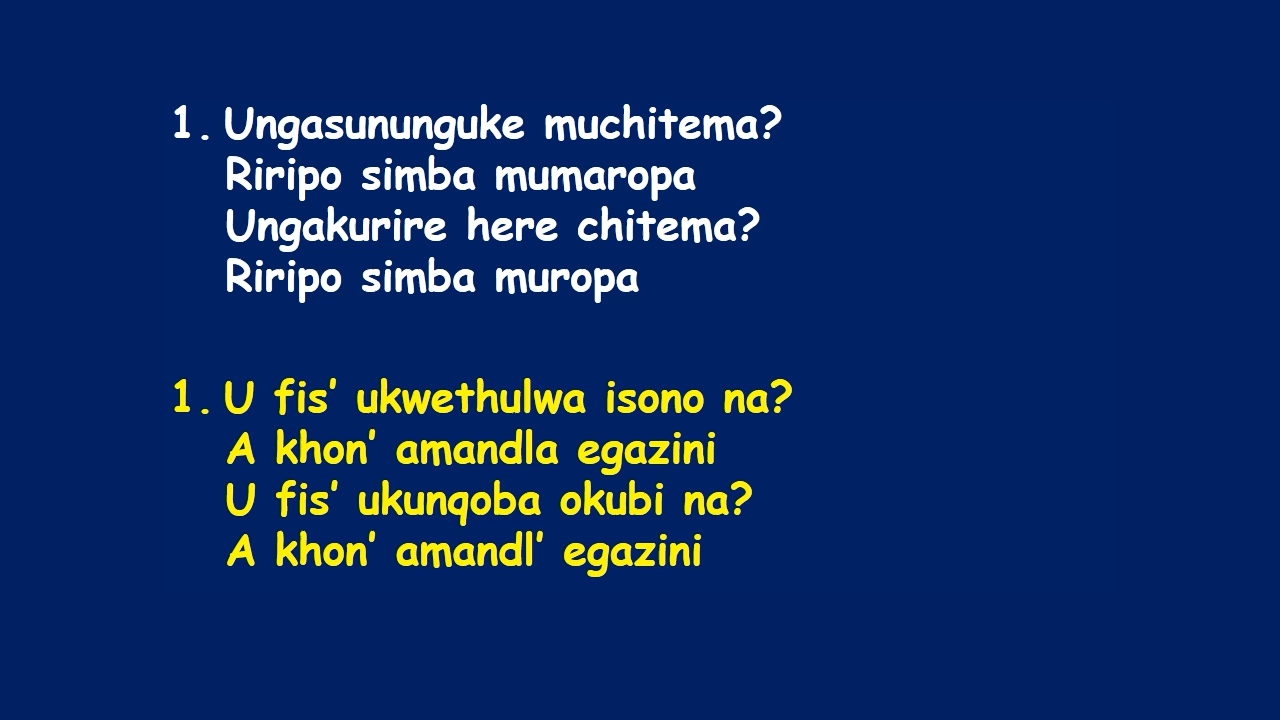 1. Ungasununguke muchitema?
Riripo simba mumaropa
Ungakurire here chitema?
Riripo simba muropa
1. U fis’ ukwethulwa isono na?
A khon’ amandla egazini
U fis’ ukunqoba okubi na?
A khon’ amandl’ egazini